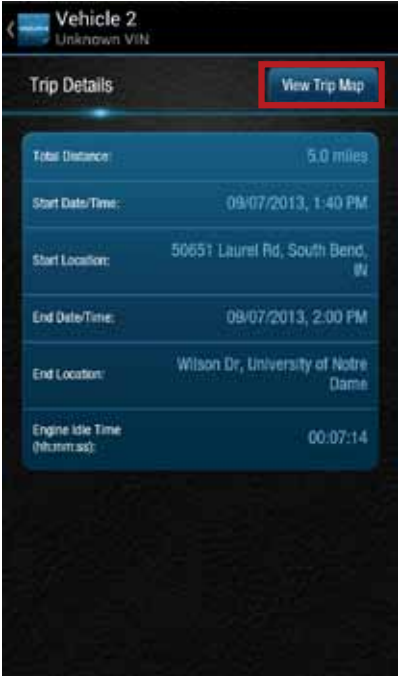 Vehicle 2
Unknown VIN
Trip Details
View Trip Map
Total Distance:
5.0 miles
Start Date/Time:
09/07/2013, 1:40 PM
Start Location:
50651 Laurel Rd, South Bend,
IN
End Date/Time:
09/07/2013, 2:00 PM
End Location:
Wilson Dr, University of Notre
Dame
Engine Idle Time
(hh:mm:ss):
00:07:14